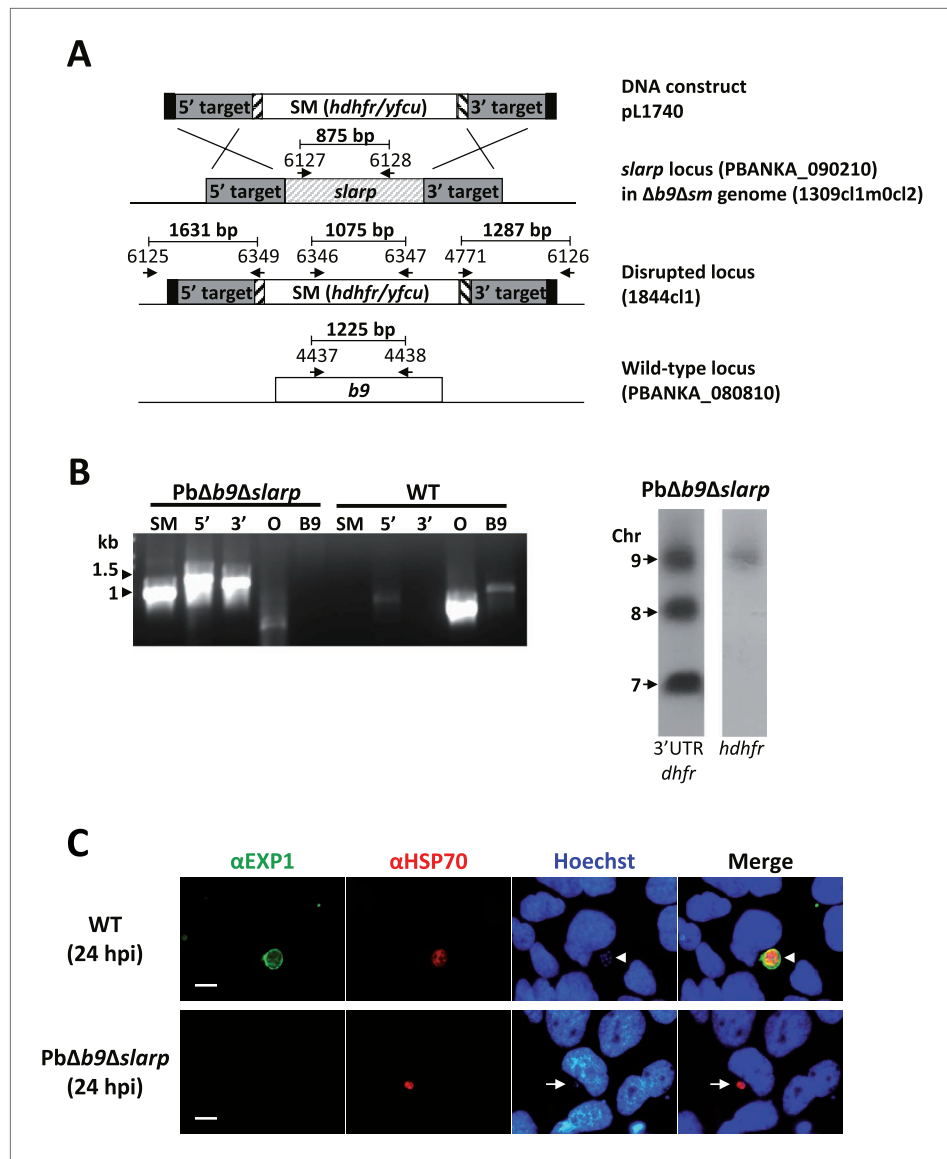 A
5' target SM (hdhfr/yfcu) 3' target
DNA construct
pL1740
875 bp
6127 6128
5' target slarp 3' target
slarp locus (PBANKA_090210)
in Δb9Δsm genome (1309cl1m0cl2)
1631 bp 1075 bp 1287 bp
6125 6349 6346 6347 4771 6126
5' target SM (hdhfr/yfcu) 3' target
Disrupted locus
(1844cl1)
1225 bp
4437 4438
b9
Wild-type locus
(PBANKA_080810)
B
PbΔb9Δslarp WT
SM 5' 3' O B9 SM 5' 3' O B9
kb
1.5
1
PbΔb9Δslarp
Chr
9
8
7
3'UTR
dhfr
hdhfr
C
αEXP1 αHSP70 Hoechst Merge
WT
(24 hpi)
PbΔb9Δslarp
(24 hpi)